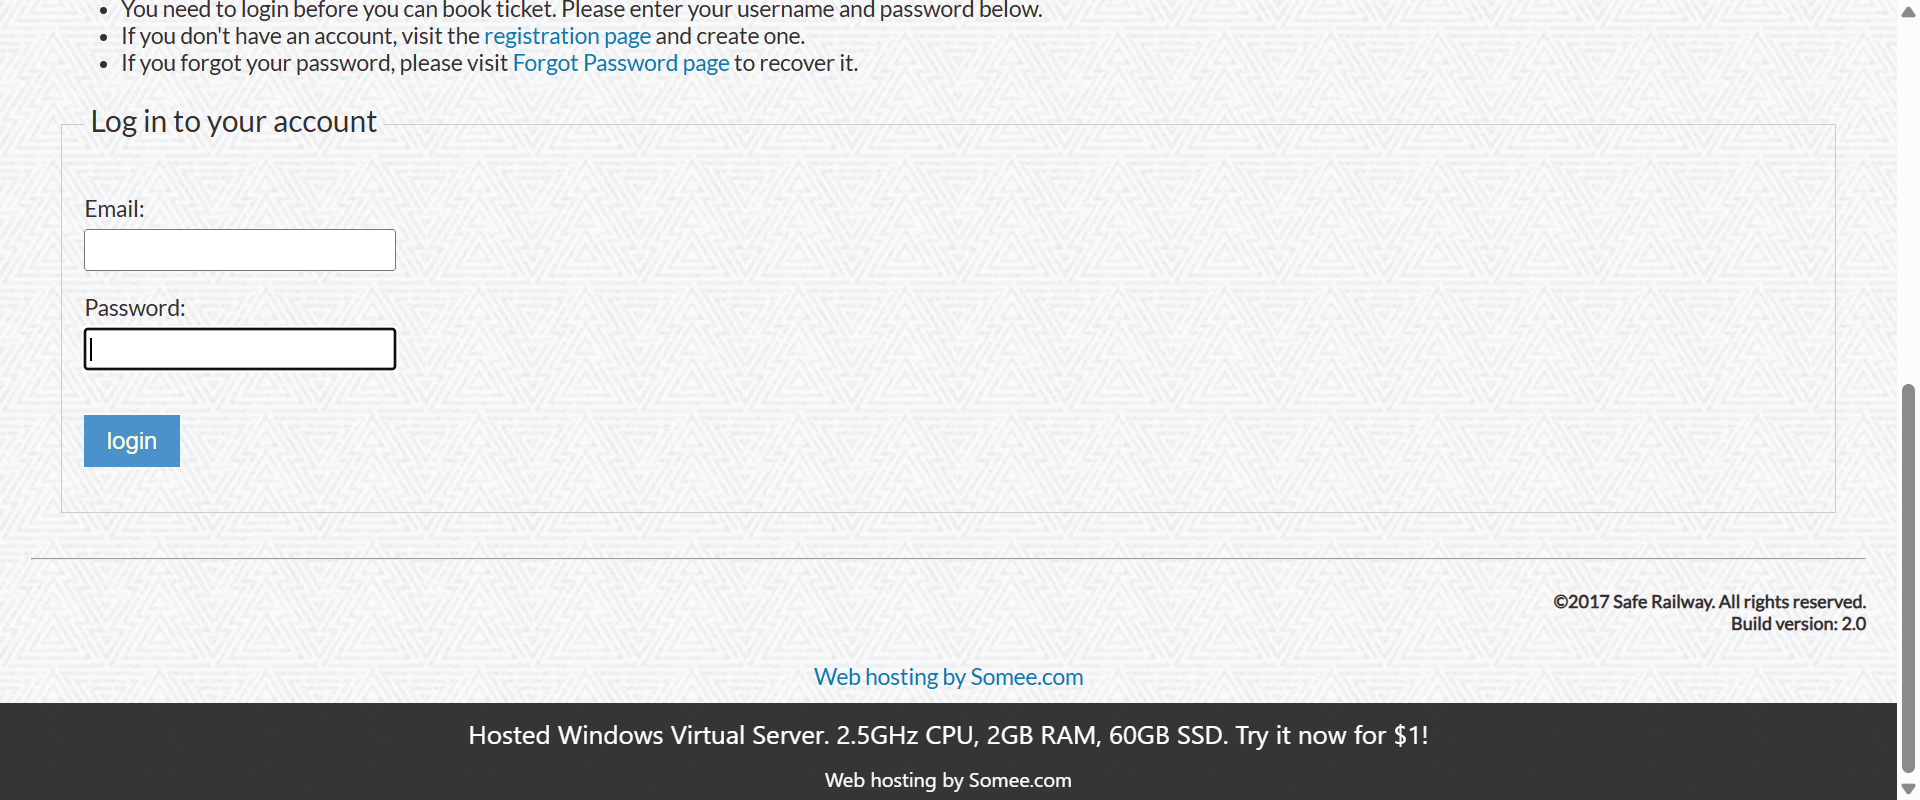 You need to login before you can book ticket. Please enter your username and password below.
If you don't have an account, visit the registration page and create one.
If you forgot your password, please visit Forgot Password page to recover it.
Log in to your account
Email:
Password:
login
©2017 Safe Railway. All rights reserved.
Build version: 2.0
Web hosting by Somee.com
Hosted Windows Virtual Server. 2.5GHz CPU, 2GB RAM, 60GB SSD. Try it now for $1!
Web hosting by Somee.com